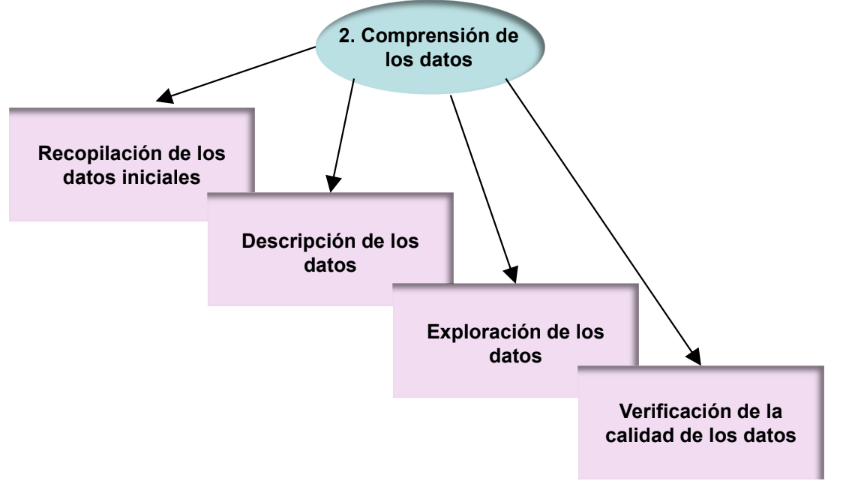 2. Comprensión de
los datos
Recopilación de los
datos iniciales
Descripción de los
datos
Exploración de los
datos
Verificación de la
calidad de los datos